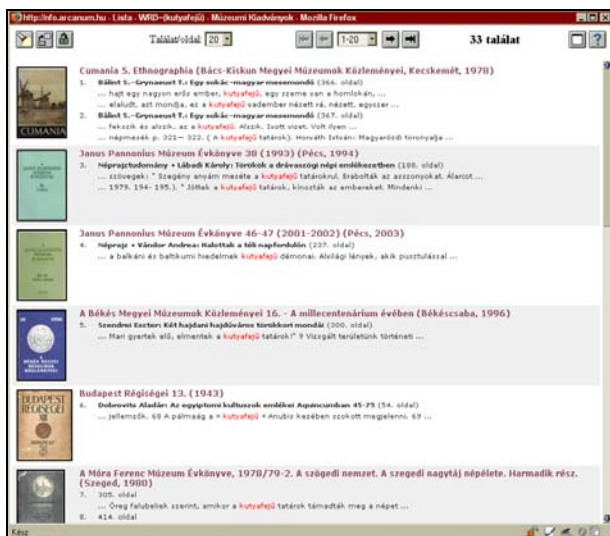 http://nfo.arcanum.hu - Lista - WRD=(kutyafejű) - Múzeumi Kiadványok - Mozilla Firefox
Találat/oldal: 20
1-20
33 találat
Cumania 5. Ethnographia (Bács-Kiskun Megyei Múzeumok Közleményei, Kecskemét, 1978)
1. Bálint S.-Grynaeust T.: Egy sokác-magyar mesemondó (366. oldal)
... hajt egy nagyon erős ember, kutyafejű, egy szeme van a homlokán, ...
... elaludt, azt mondja, ez a kutyafejű vadember nézett rá, nézett, egyszer ...
2. Bálint S.-Grynaeust T.: Egy sokác-magyar mesemondó (367. oldal)
... fekszik és alszik, az a kutyafejű. Alszik. Ivott vizet. Volt ilyen ...
... népmesék p. 321— 322. ( A kutyafejű tatárok). Horváth István: Magyarózdi toronyalja ...
CUMANIA
Janus Pannonius Múzeum Évkönyve 38 (1993) (Pécs, 1994)
3. Néprajztudomány • Lábadi Károly: Törökök a drávaszögi népi emlékezetben (188. oldal)
... szövegek: " Szegény anyám mesélte a kutyafejű tatárokrul. Erabolták az asszonyokat. Álarcot ...
... 1979. 194- 195.). " Jöttek a kutyafejű tatárok, kínozták az embereket. Mindenki ...
Janus Pannonius Múzeum Évkönyve 46-47 (2001-2002) (Pécs, 2003)
4. Néprajz • Vándor Andrea: Halottak a téli napfordulón (237. oldal)
... a balkáni és baltikumi hiedelmek kutyafejű démonai. Alvilági lények, akik pusztulással ...
A Békés Megyei Múzeumok Közleményei 16. - A millecentenárium évében (Békéscsaba, 1996)
5. Szendrei Eszter: Két hajdani hajdúváros törökkori mondái (300. oldal)
... Mari gyertek elő, elmentek a kutyafejű tatárok!" 9 Vizsgált területünk történeti ...
Budapest Régiségei 13. (1943)
6. Dobrovits Aladár: Az egyiptomi kultuszok emlékei Aquincumban 45-75 (54. oldal)
... jellemzők. 68 A pálmaág a » kutyafejű « Anubis kezében szokott megjelenni. 69 ...
BUDAPEST
RÉGISÉGEI
XIII
A Móra Ferenc Múzeum Évkönyve, 1978/79-2. A szögedi nemzet. A szegedi nagytáj népélete. Harmadik rész. (Szeged, 1980)
7. 305. oldal
... Öreg falubeliek szerint, amikor a kutyafejű tatárok támadták meg a népet ...
8. 414. oldal
Kész